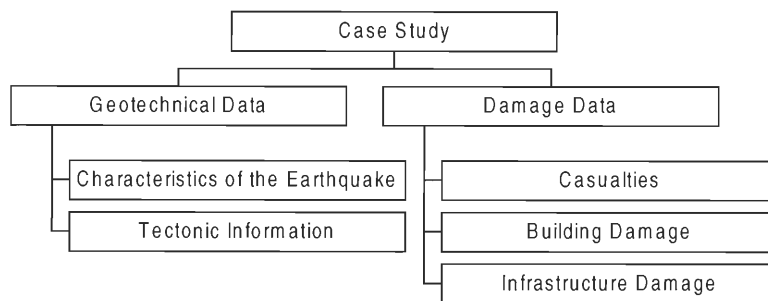 Case Study
Geotechnical Data
Damage Data
Characteristics of the Earthquake
Casualties
Tectonic Information
Building Damage
Infrastructure Damage